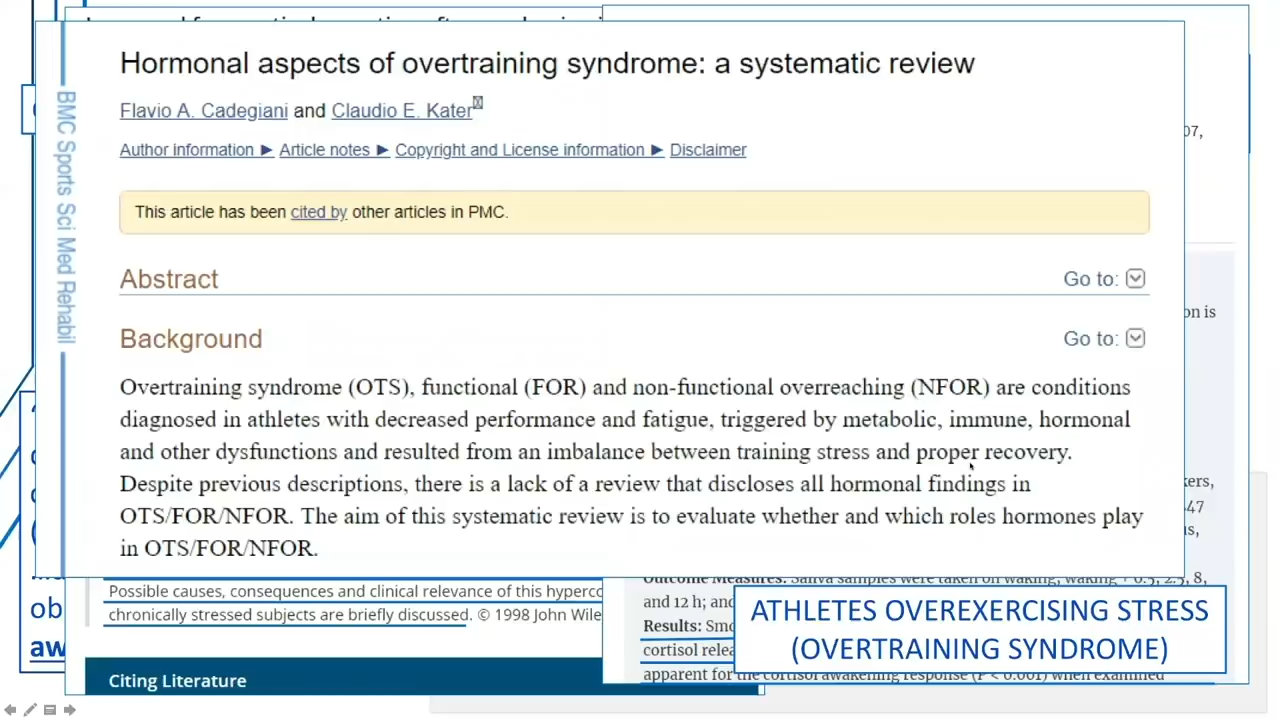 Hormonal aspects of overtraining syndrome: a systematic review
Flavio A. Cadegiani and Claudio E. Kater
Author information ► Article notes ► Copyright and License information ► Disclaimer
BMC Sports Sci Med Rehabil
This article has been cited by other articles in PMC.
Abstract Go to:
Background Go to:
Overtraining syndrome (OTS), functional (FOR) and non-functional overreaching (NFOR) are conditions
diagnosed in athletes with decreased performance and fatigue, triggered by metabolic, immune, hormonal
and other dysfunctions and resulted from an imbalance between training stress and proper recovery.
Despite previous descriptions, there is a lack of a review that discloses all hormonal findings in
OTS/FOR/NFOR. The aim of this systematic review is to evaluate whether and which roles hormones play
in OTS/FOR/NFOR.
07,
on is
kers,
47
us,
ob
aw
Possible causes, consequences and clinical relevance of this hyperco
chronically stressed subjects are briefly discussed. © 1998 John Wile
Citing Literature
Outcome Measures: Saliva samples were taken on waking, waking + 0.5, 2.5, 8,
and 12 h; and
Results: Smo
cortisol relea
apparent for the cortisol awakening response (P < 0.001) when examined
ATHLETES OVEREXERCISING STRESS
(OVERTRAINING SYNDROME)